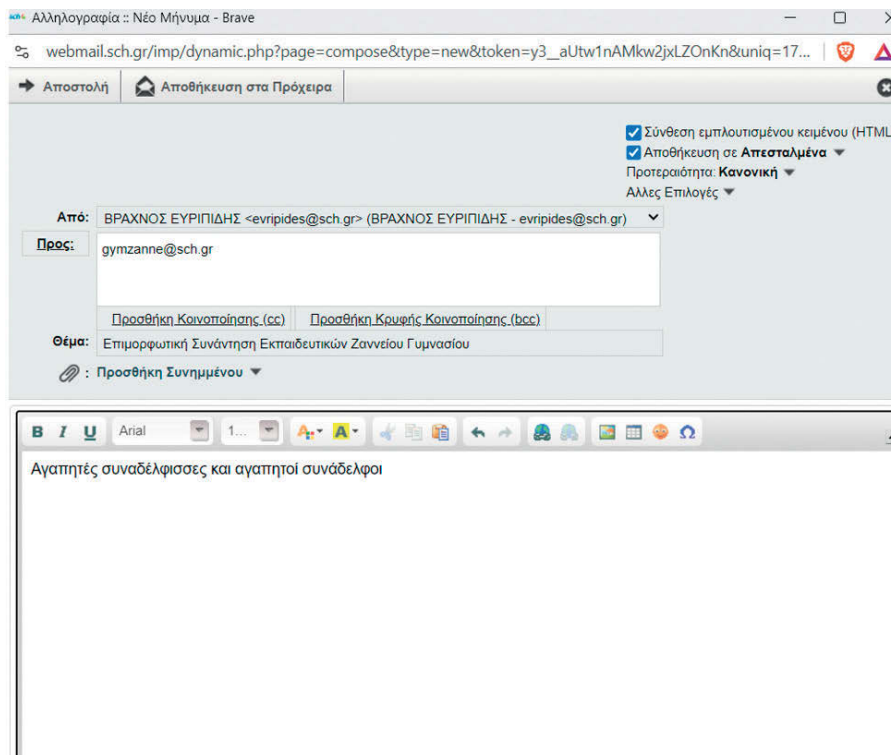 Αλληλογραφία :: Νέο Μήνυμα - Brave
webmail.sch.gr/imp/dynamic.php?page=compose&type=new&token=y3__aUtw1nAMkw2jxLZOnKn&uniq=17...
Αποστολή Αποθήκευση στα Πρόχειρα
Σύνθεση εμπλουτισμένου κειμένου (HTML
Αποθήκευση σε Απεσταλμένα
Προτεραιότητα: Κανονική
Αλλες Επιλογές
Από: ΒΡΑΧΝΟΣ ΕΥΡΙΠΙΔΗΣ <evripides@sch.gr> (ΒΡΑΧΝΟΣ ΕΥΡΙΠΙΔΗΣ - evripides@sch.gr)
Προς: gymzanne@sch.gr
Προσθήκη Κοινοποίησης (cc) Προσθήκη Κρυφής Κοινοποίησης (bcc)
Θέμα: Επιμορφωτική Συνάντηση Εκπαιδευτικών Ζαννείου Γυμνασίου
: Προσθήκη Συνημμένου
B I U Arial 1... A A Ω
Αγαπητές συναδέλφισσες και αγαπητοί συνάδελφοι